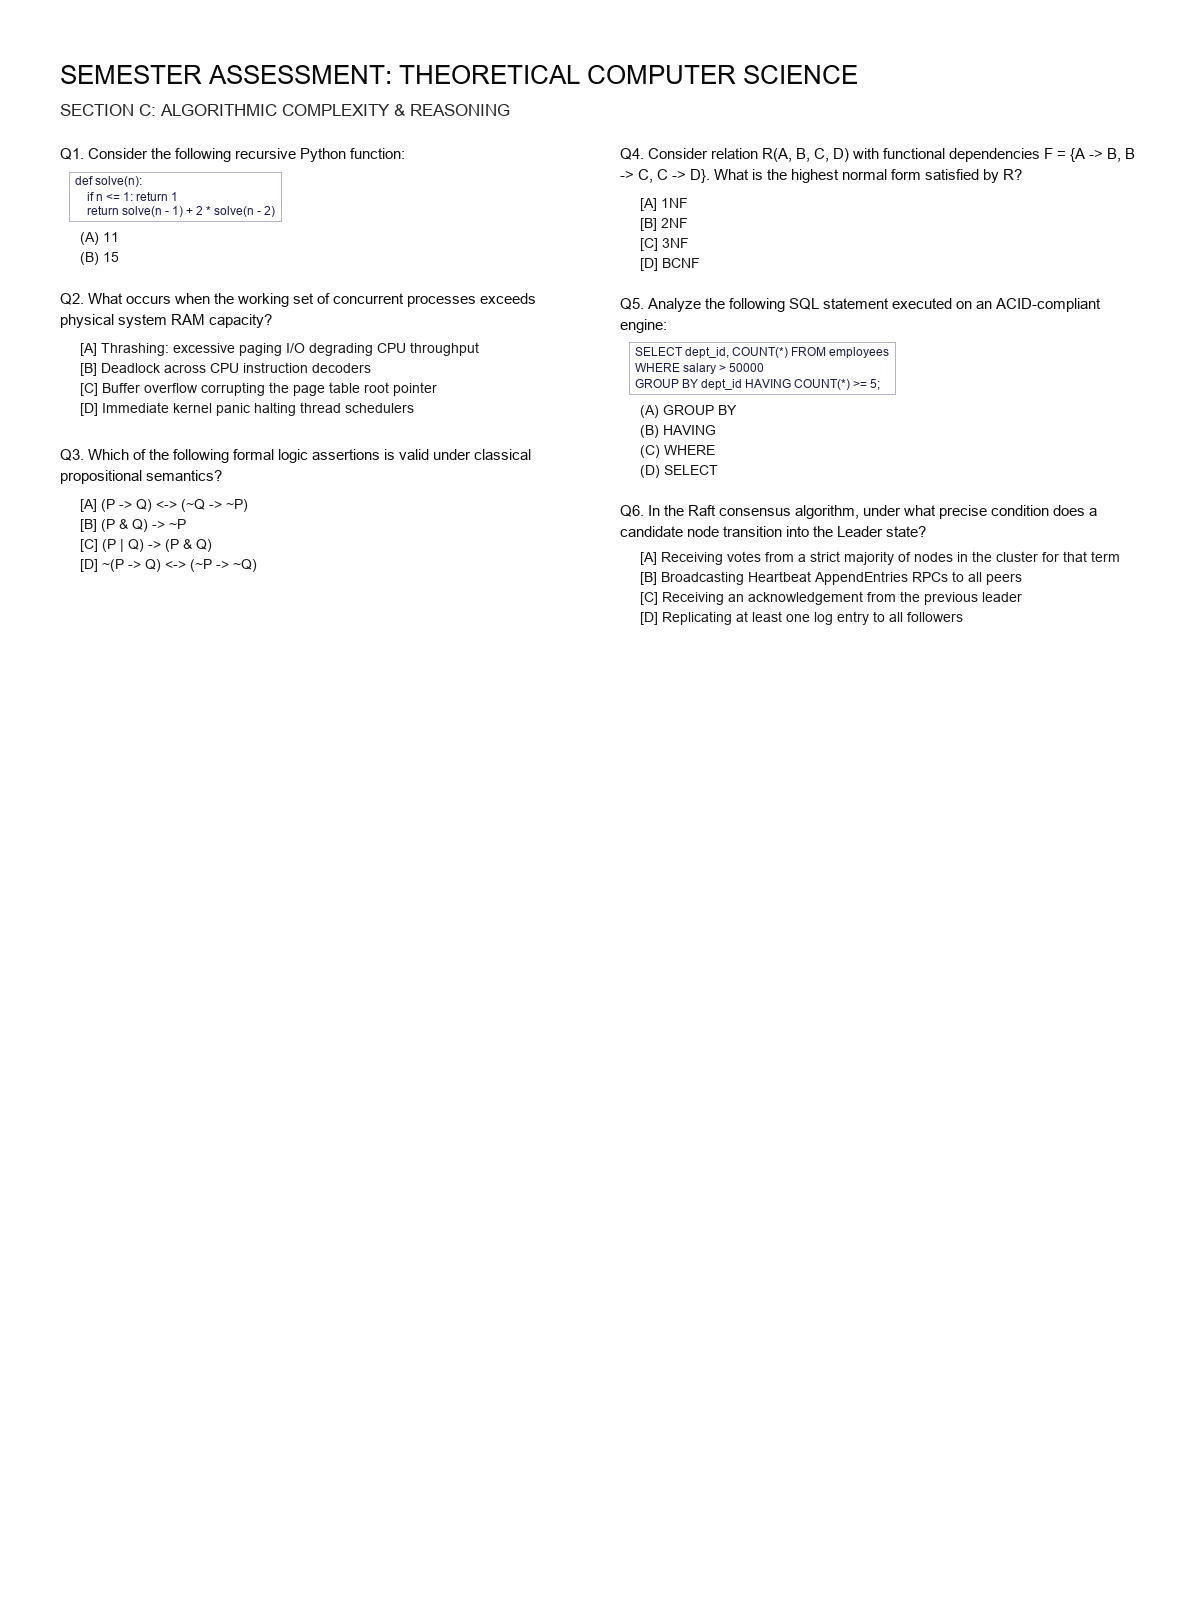 SEMESTER ASSESSMENT: THEORETICAL COMPUTER SCIENCE
SECTION C: ALGORITHMIC COMPLEXITY & REASONING
Q1. Consider the following recursive Python function:
def solve(n):
if n <= 1: return 1
return solve(n - 1) + 2 * solve(n - 2)
(A) 11
(B) 15
Q2. What occurs when the working set of concurrent processes exceeds
physical system RAM capacity?
[A] Thrashing: excessive paging I/O degrading CPU throughput
[B] Deadlock across CPU instruction decoders
[C] Buffer overflow corrupting the page table root pointer
[D] Immediate kernel panic halting thread schedulers
Q3. Which of the following formal logic assertions is valid under classical
propositional semantics?
[A] (P -> Q) <-> (~Q -> ~P)
[B] (P & Q) -> ~P
[C] (P | Q) -> (P & Q)
[D] ~(P -> Q) <-> (~P -> ~Q)
Q4. Consider relation R(A, B, C, D) with functional dependencies F = {A -> B, B
-> C, C -> D}. What is the highest normal form satisfied by R?
[A] 1NF
[B] 2NF
[C] 3NF
[D] BCNF
Q5. Analyze the following SQL statement executed on an ACID-compliant
engine:
SELECT dept_id, COUNT(*) FROM employees
WHERE salary > 50000
GROUP BY dept_id HAVING COUNT(*) >= 5;
(A) GROUP BY
(B) HAVING
(C) WHERE
(D) SELECT
Q6. In the Raft consensus algorithm, under what precise condition does a
candidate node transition into the Leader state?
[A] Receiving votes from a strict majority of nodes in the cluster for that term
[B] Broadcasting Heartbeat AppendEntries RPCs to all peers
[C] Receiving an acknowledgement from the previous leader
[D] Replicating at least one log entry to all followers